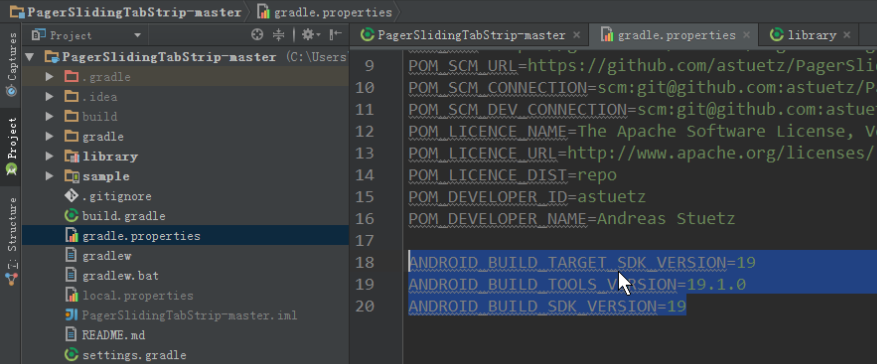 PagerSlidingTabStrip-master
gradle.properties
Captures
Project
Z: Structure
Project
PagerSlidingTabStrip-master (C:\Users
.gradle
.idea
build
gradle
library
sample
.gitignore
build.gradle
gradle.properties
gradlew
gradlew.bat
local.properties
PagerSlidingTabStrip-master.iml
README.md
settings.gradle
PagerSlidingTabStrip-master
gradle.properties
library
9 POM_SCM_URL=https://github.com/astuetz/PagerSlid
10 POM_SCM_CONNECTION=scm:git@github.com:astuetz/Pa
11 POM_SCM_DEV_CONNECTION=scm:git@github.com:astuet
12 POM_LICENCE_NAME=The Apache Software License, Ve
13 POM_LICENCE_URL=http://www.apache.org/licenses/
14 POM_LICENCE_DIST=repo
15 POM_DEVELOPER_ID=astuetz
16 POM_DEVELOPER_NAME=Andreas Stuetz
17
18 ANDROID_BUILD_TARGET_SDK_VERSION=19
19 ANDROID_BUILD_TOOLS_VERSION=19.1.0
20 ANDROID_BUILD_SDK_VERSION=19